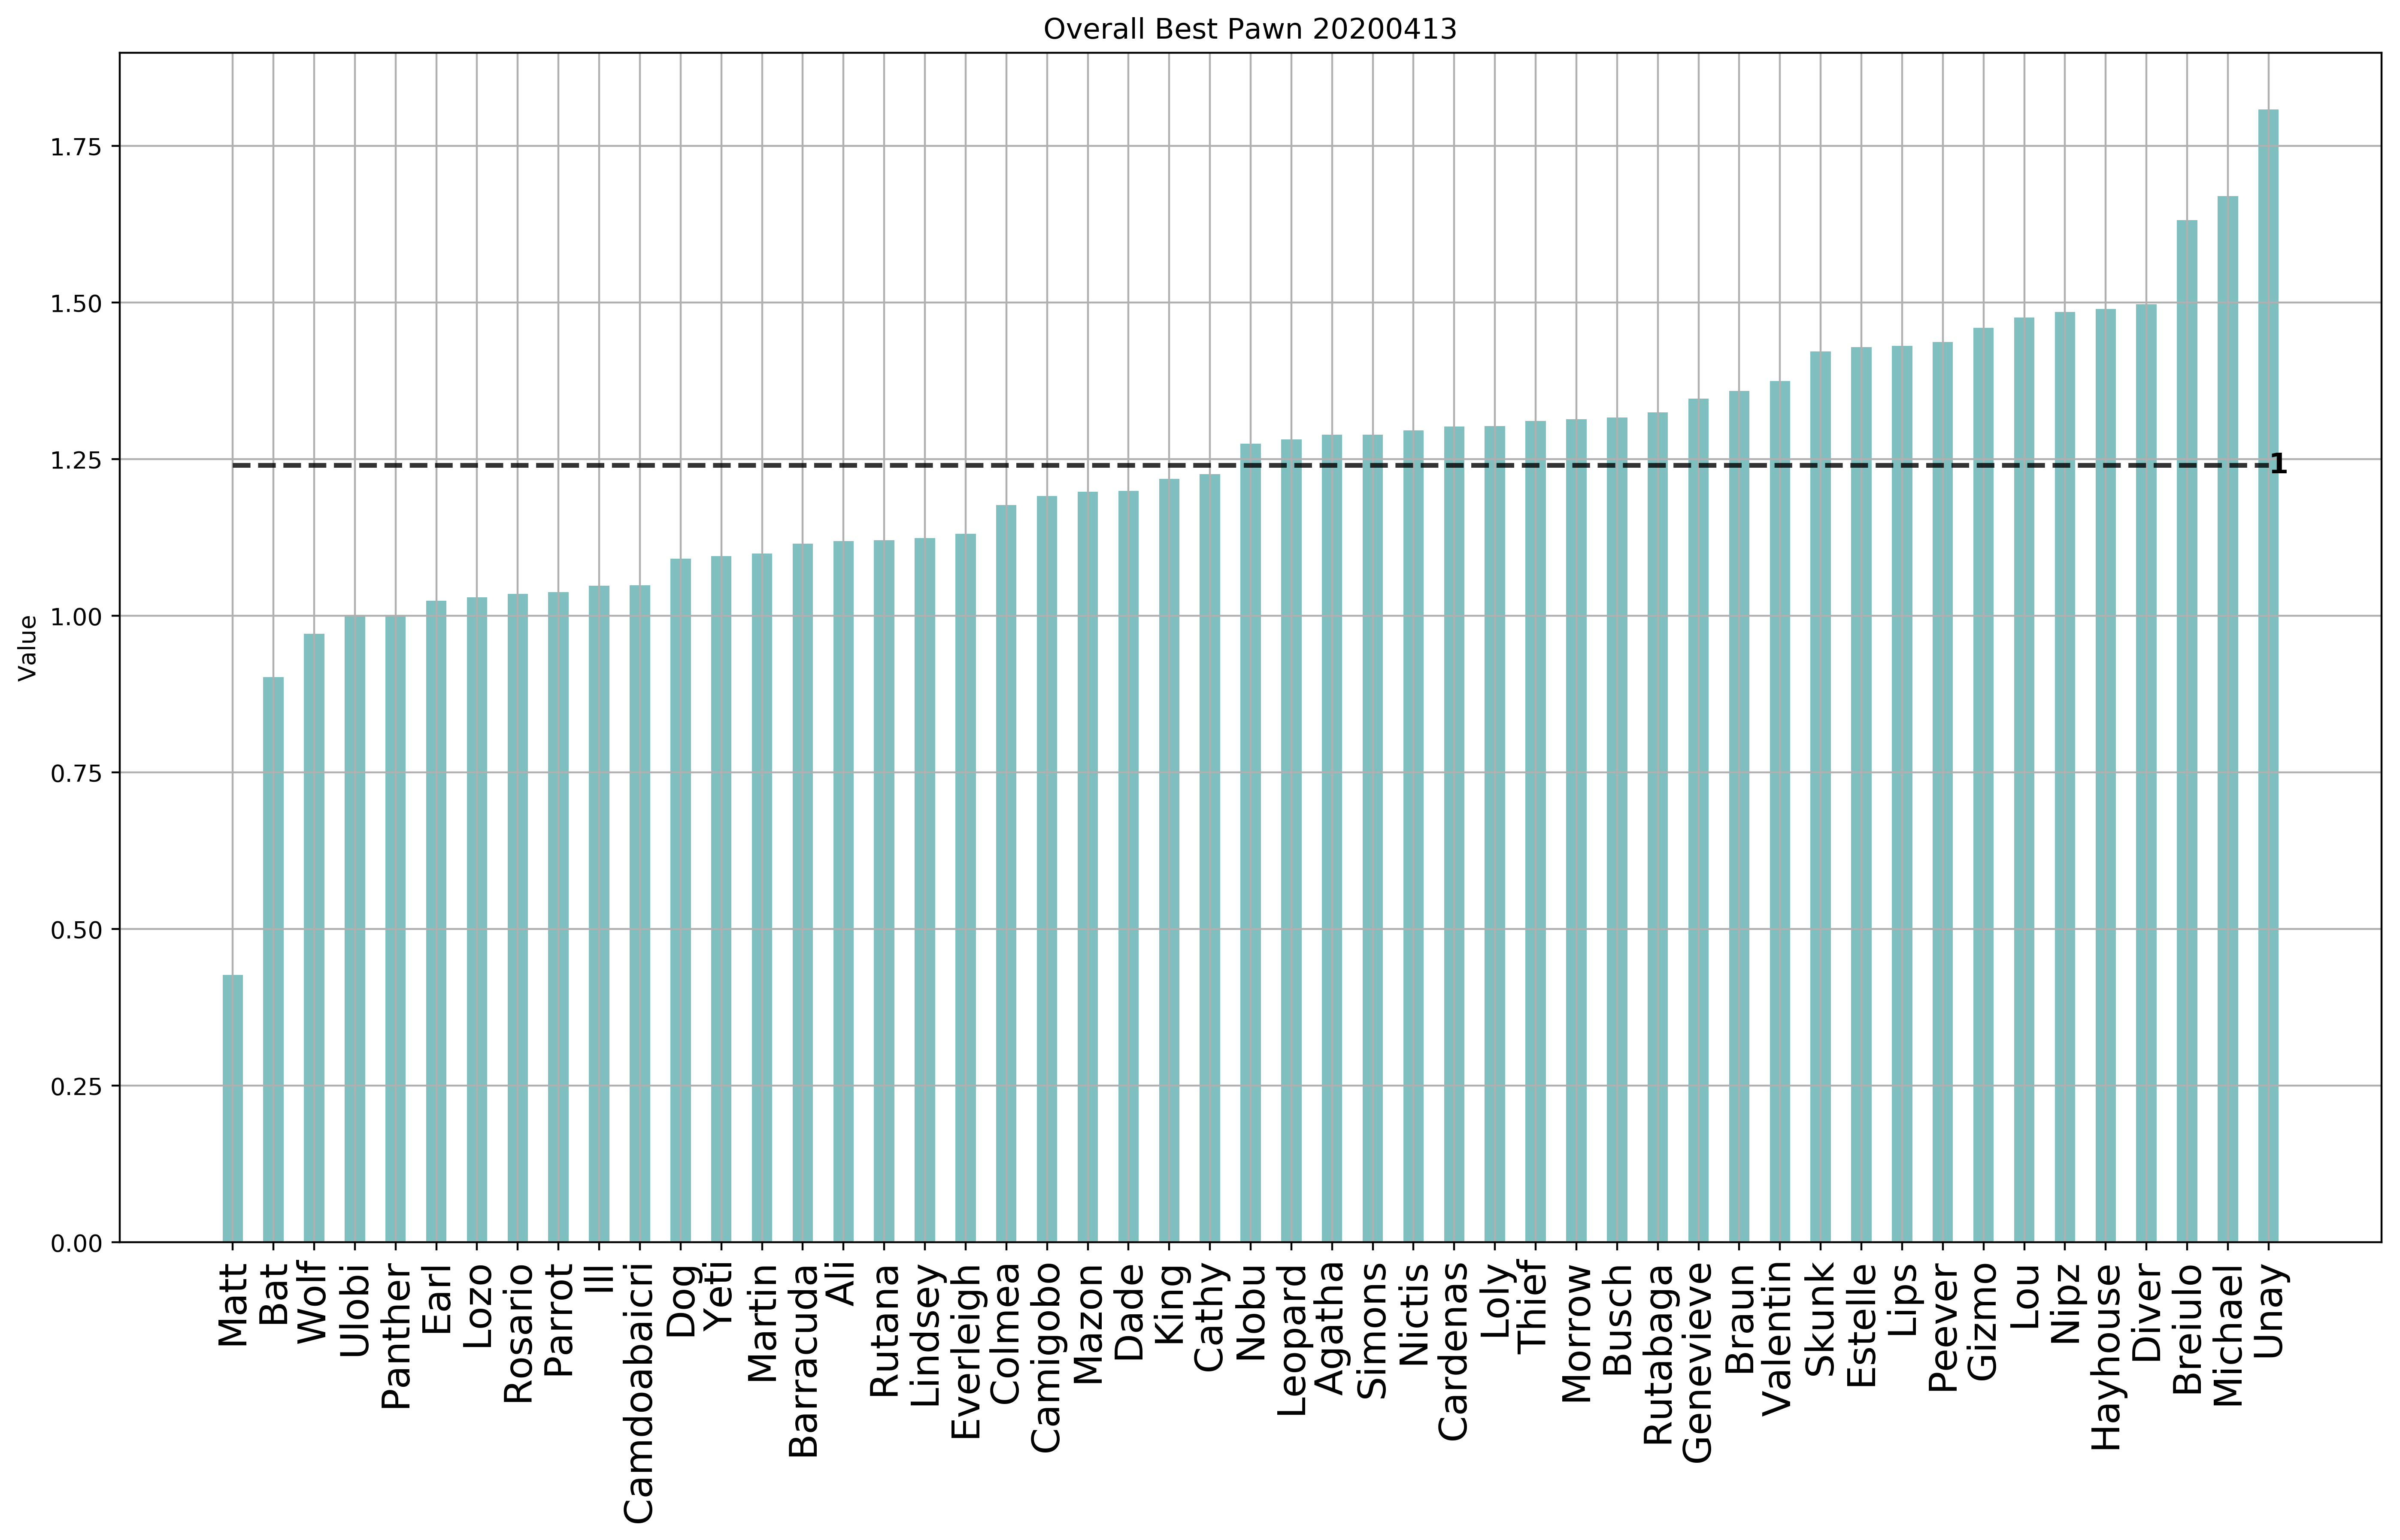 Overall Best Pawn 20200413
Value
1.75
1.50
1.25
1.00
0.75
0.50
0.25
0.00
1
Matt
Bat
Wolf
Ulobi
Panther
Earl
Lozo
Rosario
Parrot
Ill
Camdoabaicri
Dog
Yeti
Martin
Barracuda
Ali
Rutana
Lindsey
Everleigh
Colmea
Camigobo
Mazon
Dade
King
Cathy
Nobu
Leopard
Agatha
Simons
Nictis
Cardenas
Loly
Thief
Morrow
Busch
Rutabaga
Genevieve
Braun
Valentin
Skunk
Estelle
Lips
Peever
Gizmo
Lou
Nipz
Hayhouse
Diver
Breiulo
Michael
Unay